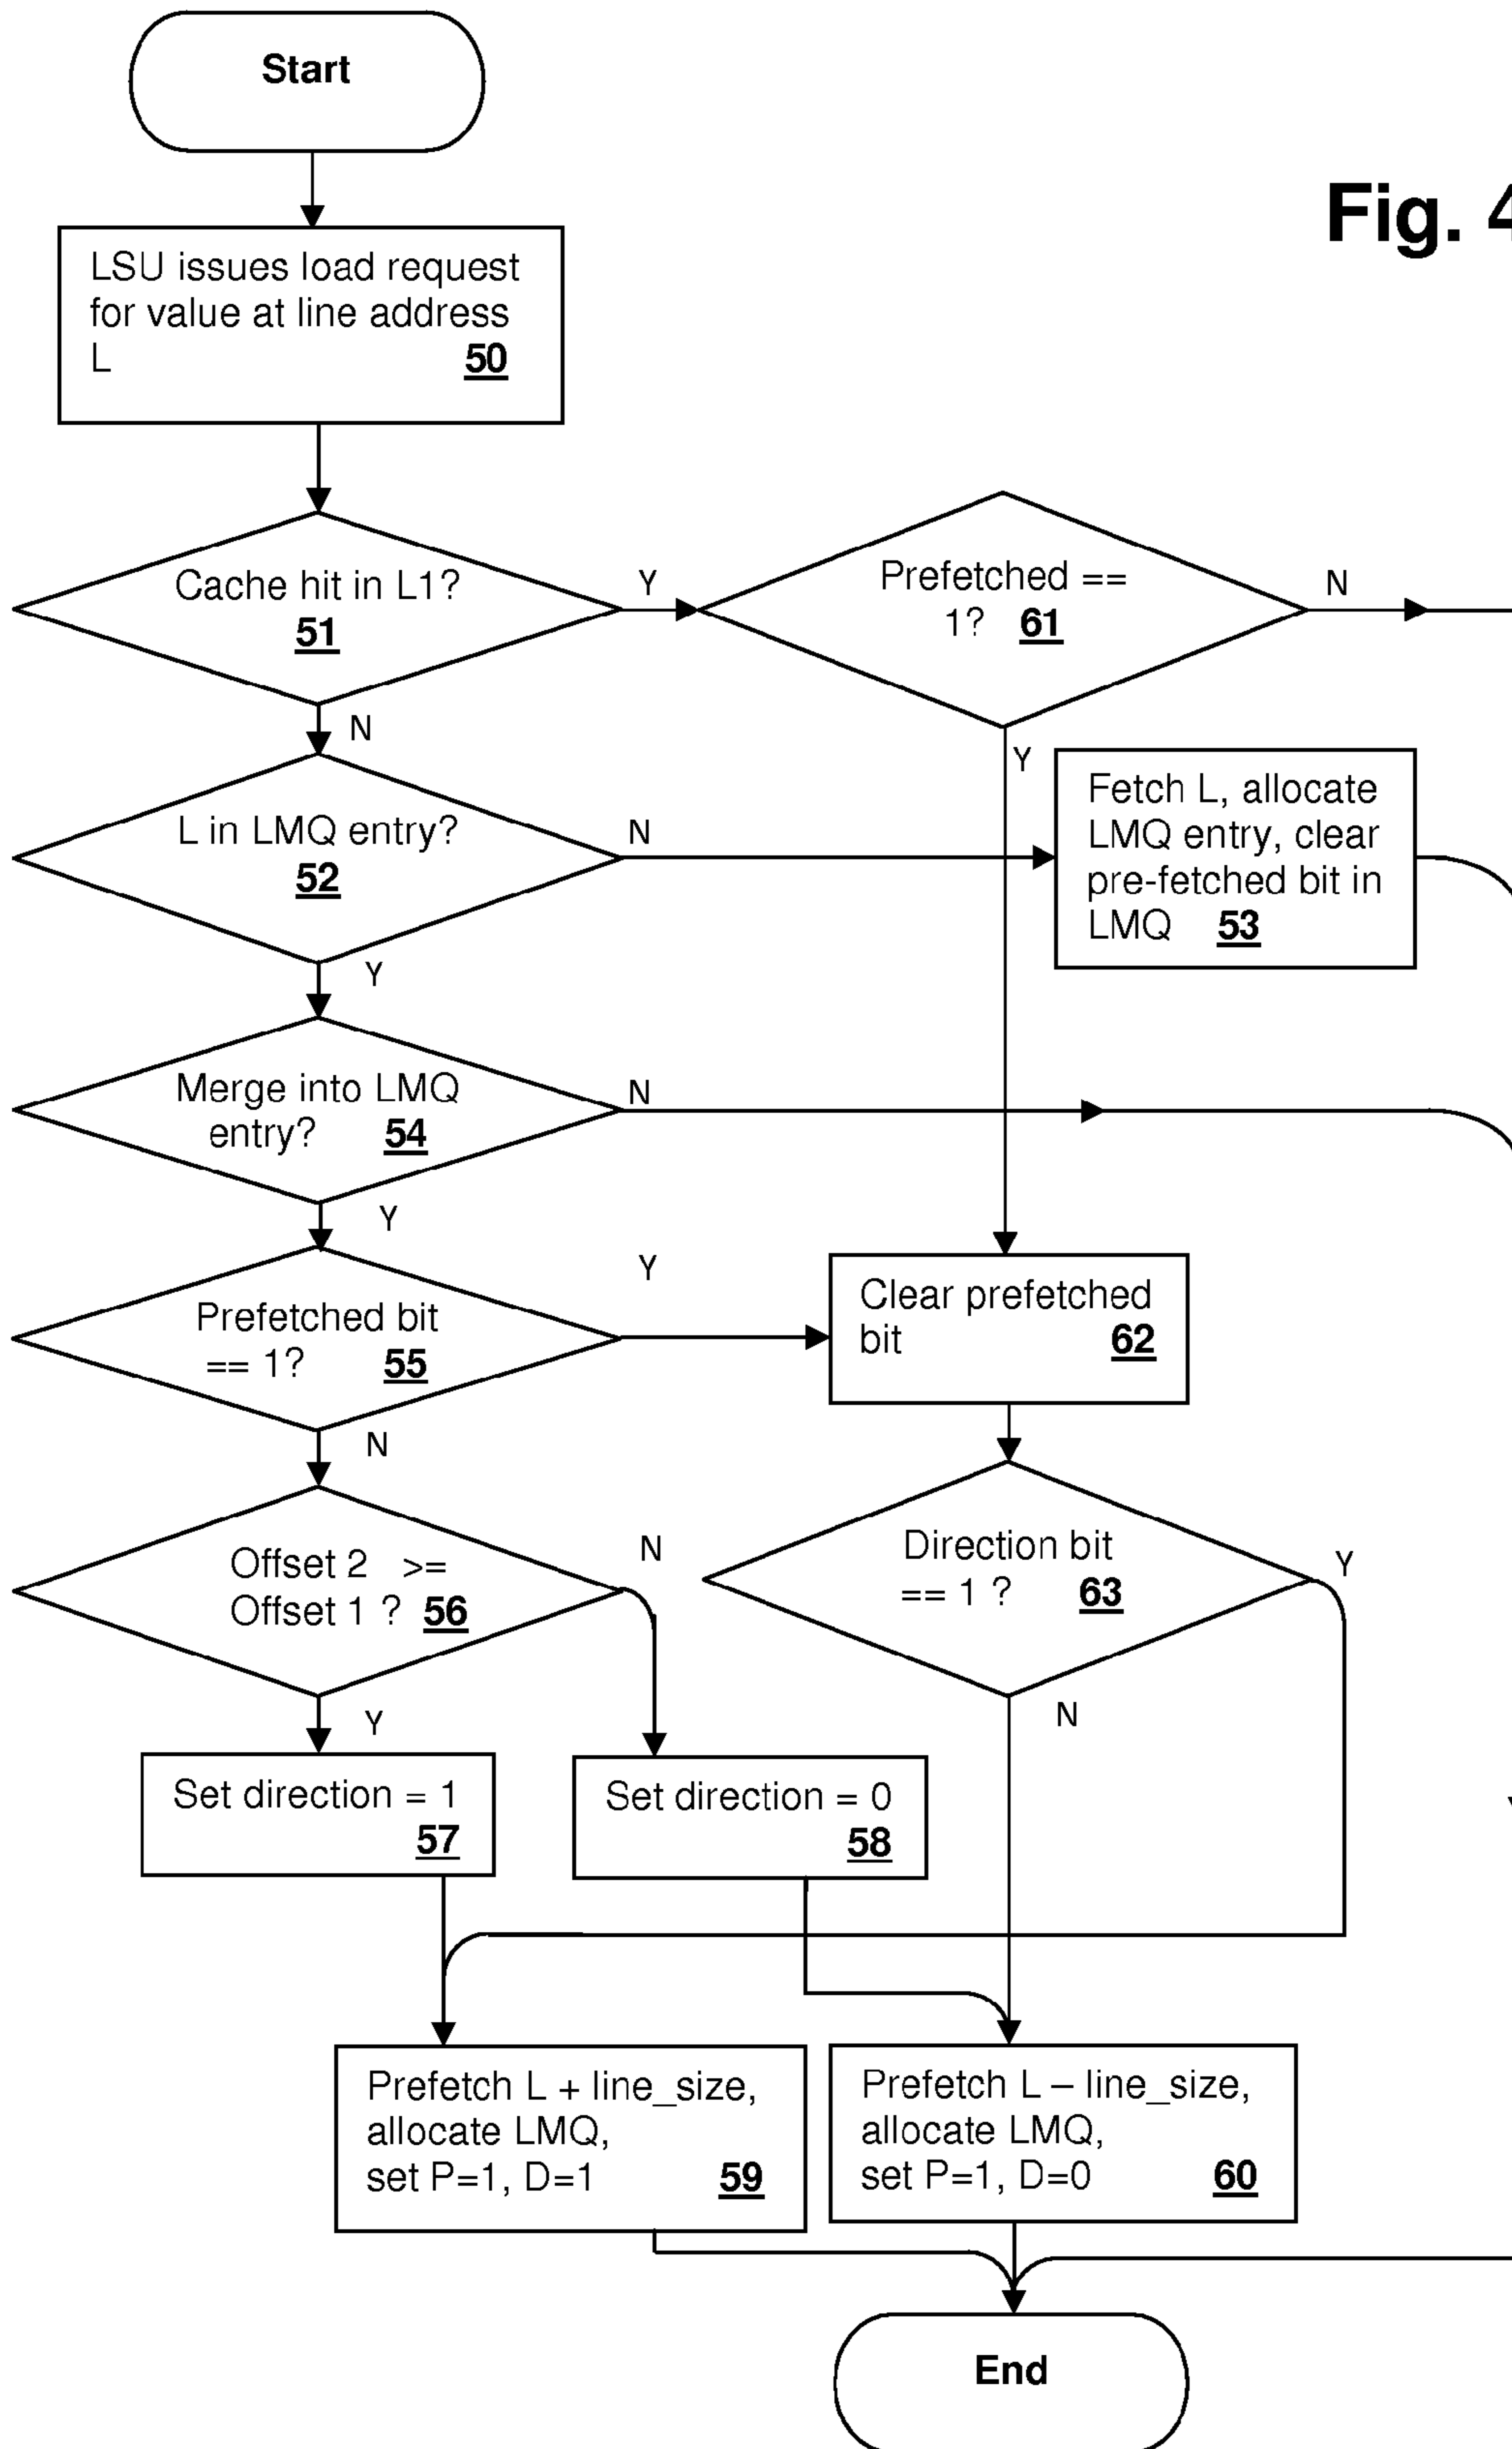 Start
Fig. 4
LSU issues load request
for value at line address
L 50
Cache hit in L1?
51
Y
Prefetched ==
1? 61
N
N
Y
L in LMQ entry?
52
N
Fetch L, allocate
LMQ entry, clear
pre-fetched bit in
LMQ 53
Y
Merge into LMQ
entry? 54
N
Y
Prefetched bit
== 1? 55
Y
Clear prefetched
bit 62
N
Offset 2 >=
Offset 1 ? 56
N
Direction bit
== 1 ? 63
Y
Y
N
Set direction = 1
57
Set direction = 0
58
Prefetch L + line_size,
allocate LMQ,
set P=1, D=1 59
Prefetch L – line_size,
allocate LMQ,
set P=1, D=0 60
End